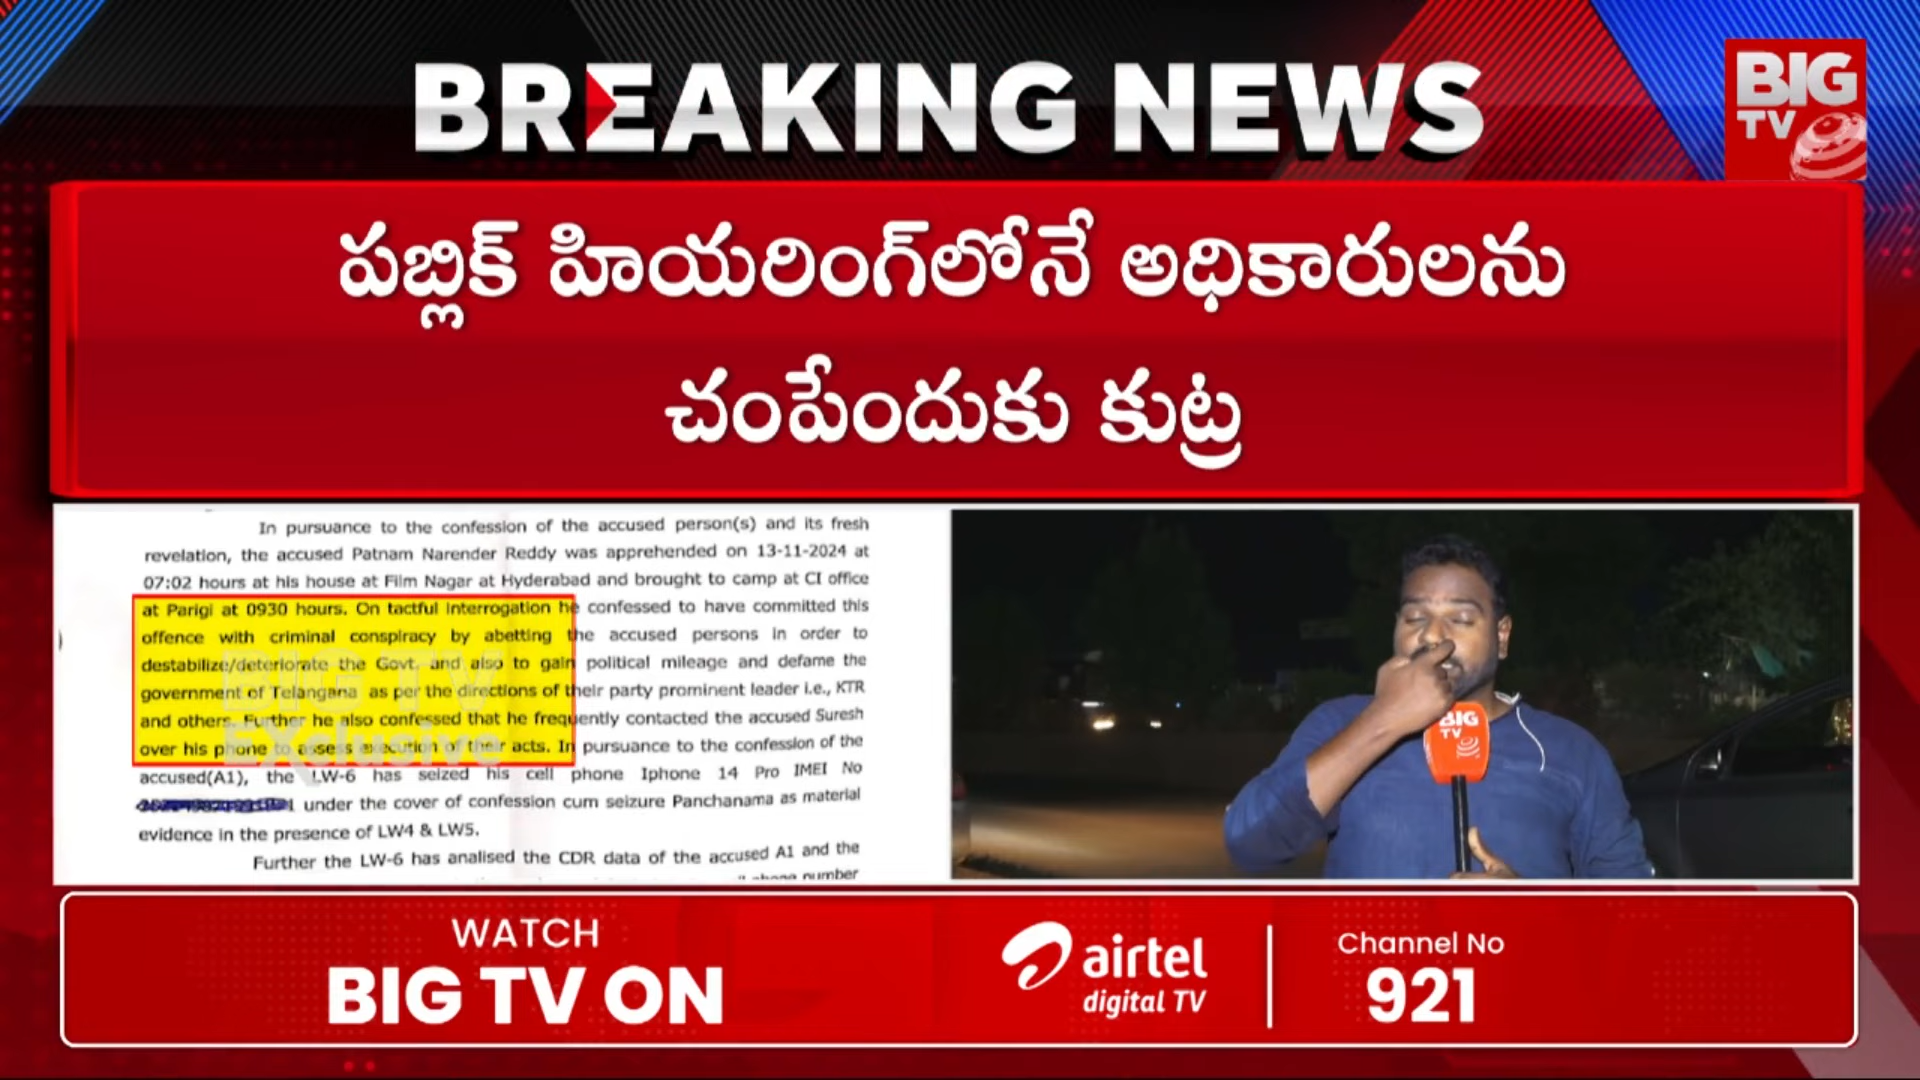 BREAKING NEWS
BIG
TV
పబ్లిక్ హియరింగ్‌లోనే అధికారులను
చంపేందుకు కుట్ర
In pursuance to the confession of the accused person(s) and its fresh
revelation, the accused Patnam Narender Reddy was apprehended on 13-11-2024 at
07:02 hours at his house at Film Nagar at Hyderabad and brought to camp at CI office
at Parigi at 0930 hours. On tactful interrogation he confessed to have committed this
offence with criminal conspiracy by abetting the accused persons in order to
destabilize/deteriorate the Govt. and also to gain political mileage and defame the
government of Telangana as per the directions of their party prominent leader i.e., KTR
and others. Further he also confessed that he frequently contacted the accused Suresh
over his phone to assess execution of their acts. In pursuance to the confession of the
accused(A1), the LW-6 has seized his cell phone Iphone 14 Pro IMEI No
under the cover of confession cum seizure Panchanama as material
evidence in the presence of LW4 & LW5.
Further the LW-6 has analised the CDR data of the accused A1 and the
phone number
BIG TV
Exclusive
BIG
TV
WATCH
BIG TV ON
airtel
digital TV
Channel No
921